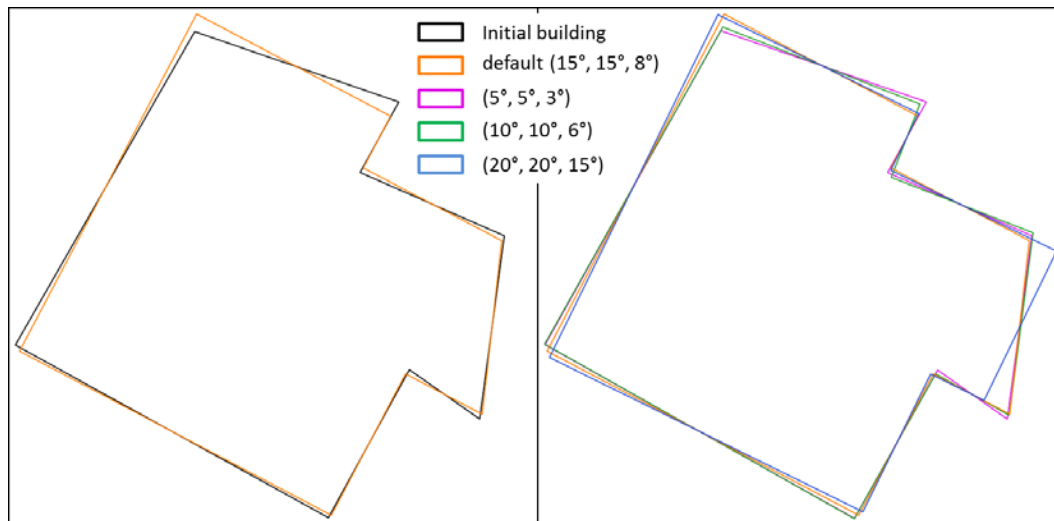 Initial building
default (15°, 15°, 8°)
(5°, 5°, 3°)
(10°, 10°, 6°)
(20°, 20°, 15°)